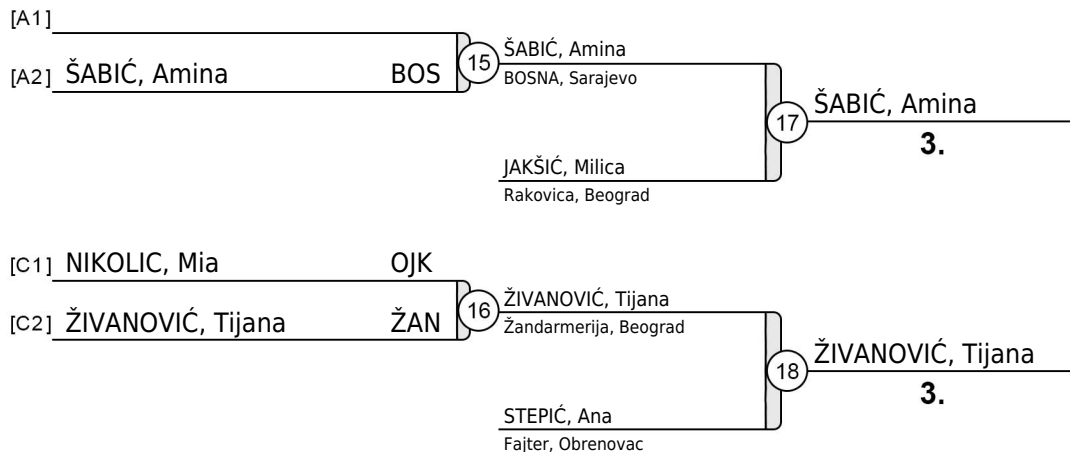 [A1]
[A2] ŠABIĆ, Amina BOS
15
ŠABIĆ, Amina
BOSNA, Sarajevo
17
ŠABIĆ, Amina
3.
JAKŠIĆ, Milica
Rakovica, Beograd
[C1] NIKOLIC, Mia OJK
[C2] ŽIVANOVIĆ, Tijana ŽAN
16
ŽIVANOVIĆ, Tijana
Žandarmerija, Beograd
18
ŽIVANOVIĆ, Tijana
3.
STEPIĆ, Ana
Fajter, Obrenovac